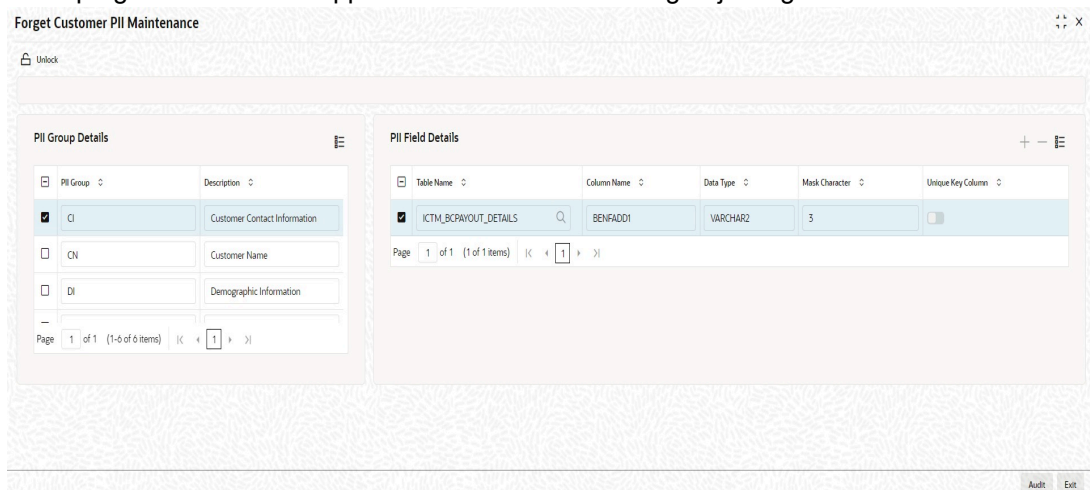 Forget Customer PII Maintenance
Unlock
PII Group Details
PII Group Description
CI Customer Contact Information
CN Customer Name
DI Demographic Information
Page 1 of 1 (1-6 of 6 items) 1
PII Field Details
Table Name Column Name Data Type Mask Character Unique Key Column
ICTM_BCPAYOUT_DETAILS BENFADD1 VARCHAR2 3
Page 1 of 1 (1 of 1 items) 1
Audit Exit